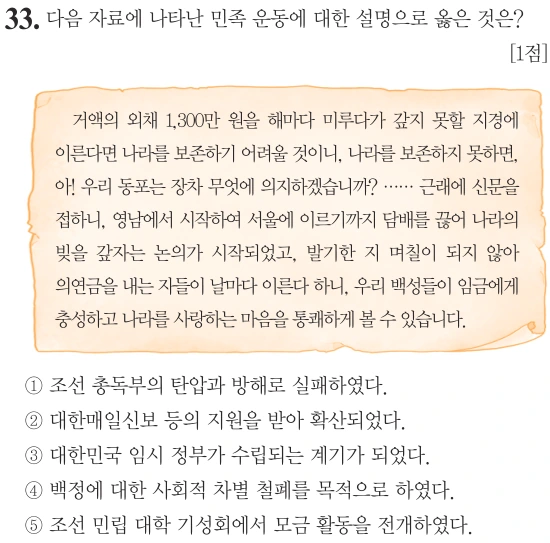 33. 다음 자료에 나타난 민족 운동에 대한 설명으로 옳은 것은?
[1점]
거액의 외채 1,300만 원을 해마다 미루다가 갚지 못할 지경에
이른다면 나라를 보존하기 어려울 것이니, 나라를 보존하지 못하면,
아! 우리 동포는 장차 무엇에 의지하겠습니까? …… 근래에 신문을
접하니, 영남에서 시작하여 서울에 이르기까지 담배를 끊어 나라의
빚을 갚자는 논의가 시작되었고, 발기한 지 며칠이 되지 않아
의연금을 내는 자들이 날마다 이른다 하니, 우리 백성들이 임금에게
충성하고 나라를 사랑하는 마음을 통쾌하게 볼 수 있습니다.
① 조선 총독부의 탄압과 방해로 실패하였다.
② 대한매일신보 등의 지원을 받아 확산되었다.
③ 대한민국 임시 정부가 수립되는 계기가 되었다.
④ 백정에 대한 사회적 차별 철폐를 목적으로 하였다.
⑤ 조선 민립 대학 기성회에서 모금 활동을 전개하였다.